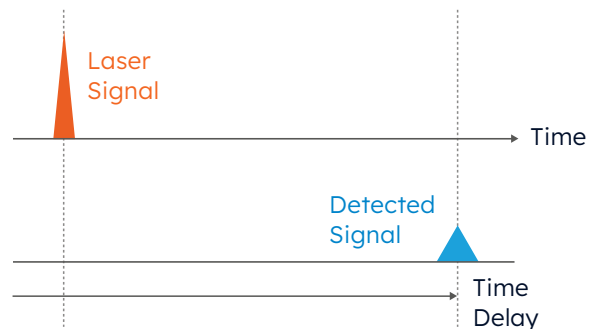 Laser
Signal
Time
Detected
Signal
Time
Delay